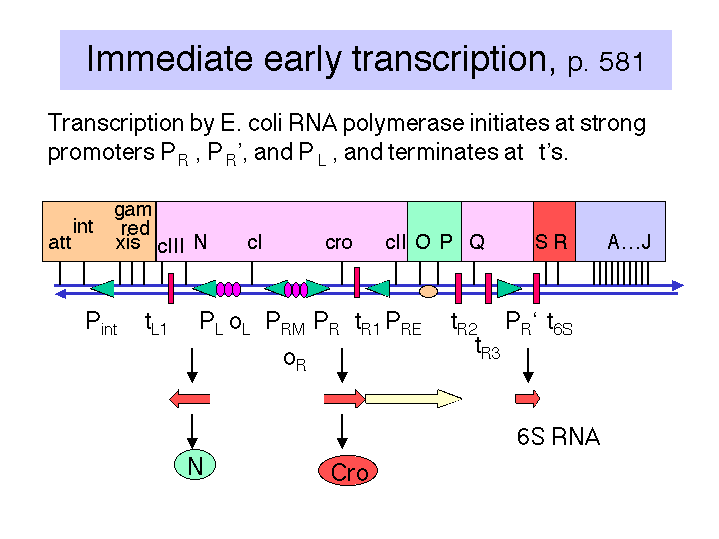 Immediate early transcription, p. 581
Transcription by E. coli RNA polymerase initiates at strong
promoters PR , PR’, and PL , and terminates at t’s.
att int gam red xis cIII N cI cro cII O P Q S R A…J
Pint tL1 PL oL PRM PR tR1 PRE tR2 PR‘ t6S
oR tR3
6S RNA
N Cro